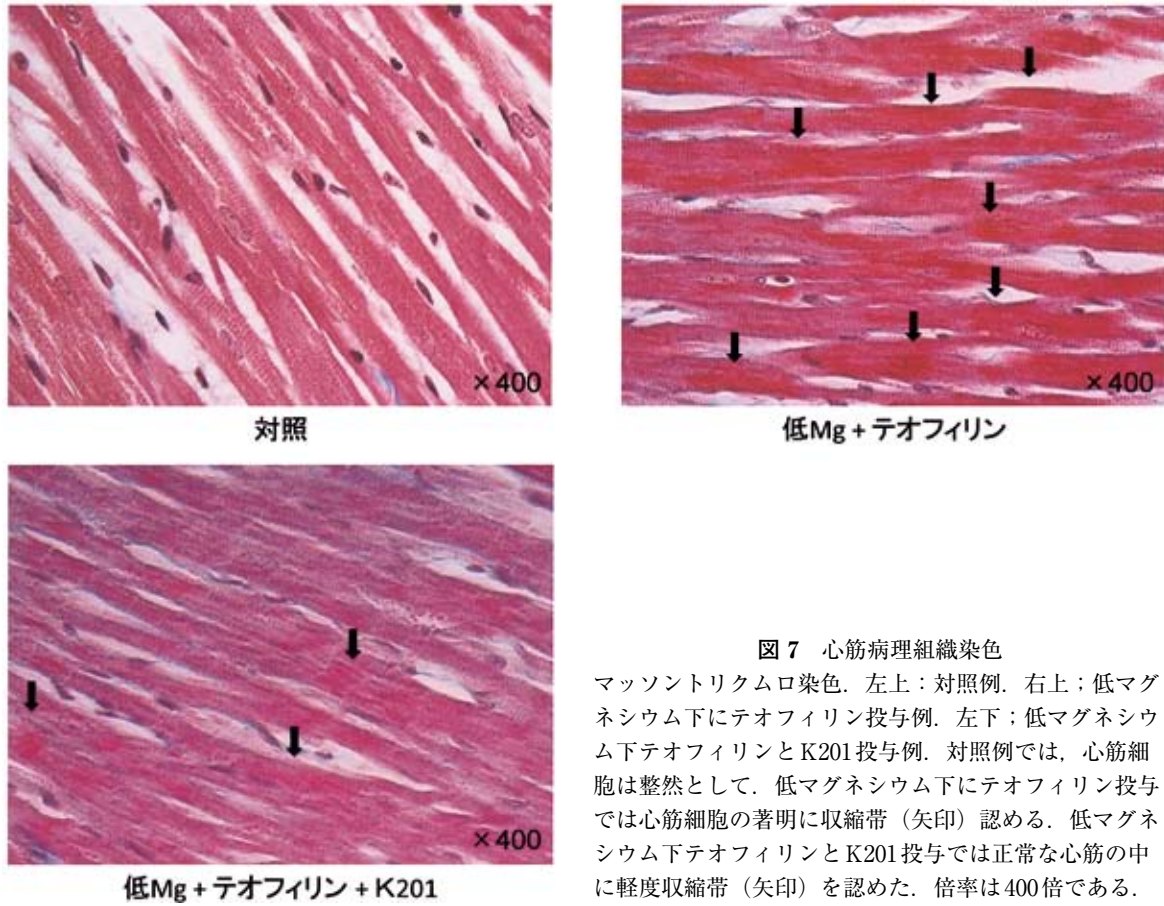 ×400
対照
×400
低Mg + テオフィリン
×400
低Mg + テオフィリン + K201
図 7 心筋病理組織染色
マッソントリクムロ染色．左上：対照例．右上；低マグ
ネシウム下にテオフィリン投与例．左下；低マグネシウ
ム下テオフィリンとK201投与例．対照例では，心筋細
胞は整然として．低マグネシウム下にテオフィリン投与
では心筋細胞の著明に収縮帯（矢印）認める．低マグネ
シウム下テオフィリンとK201投与では正常な心筋の中
に軽度収縮帯（矢印）を認めた．倍率は400倍である．